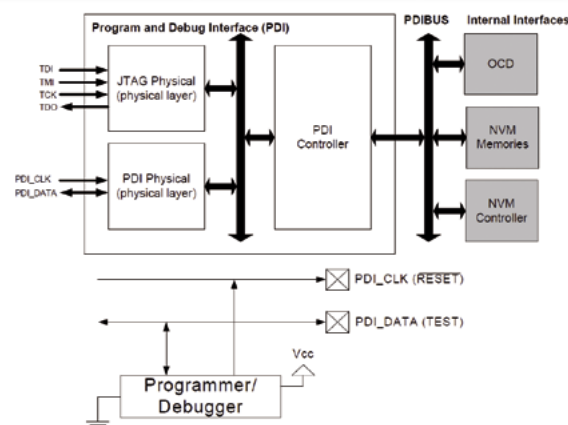 Program and Debug Interface (PDI)
PDIBUS
Internal Interfaces
TDI
TMI
TCK
TDO
JTAG Physical
(physical layer)
PDI_CLK
PDI_DATA
PDI Physical
(physical layer)
PDI
Controller
OCD
NVM
Memories
NVM
Controller
PDI_CLK (RESET)
PDI_DATA (TEST)
Vcc
Programmer/
Debugger